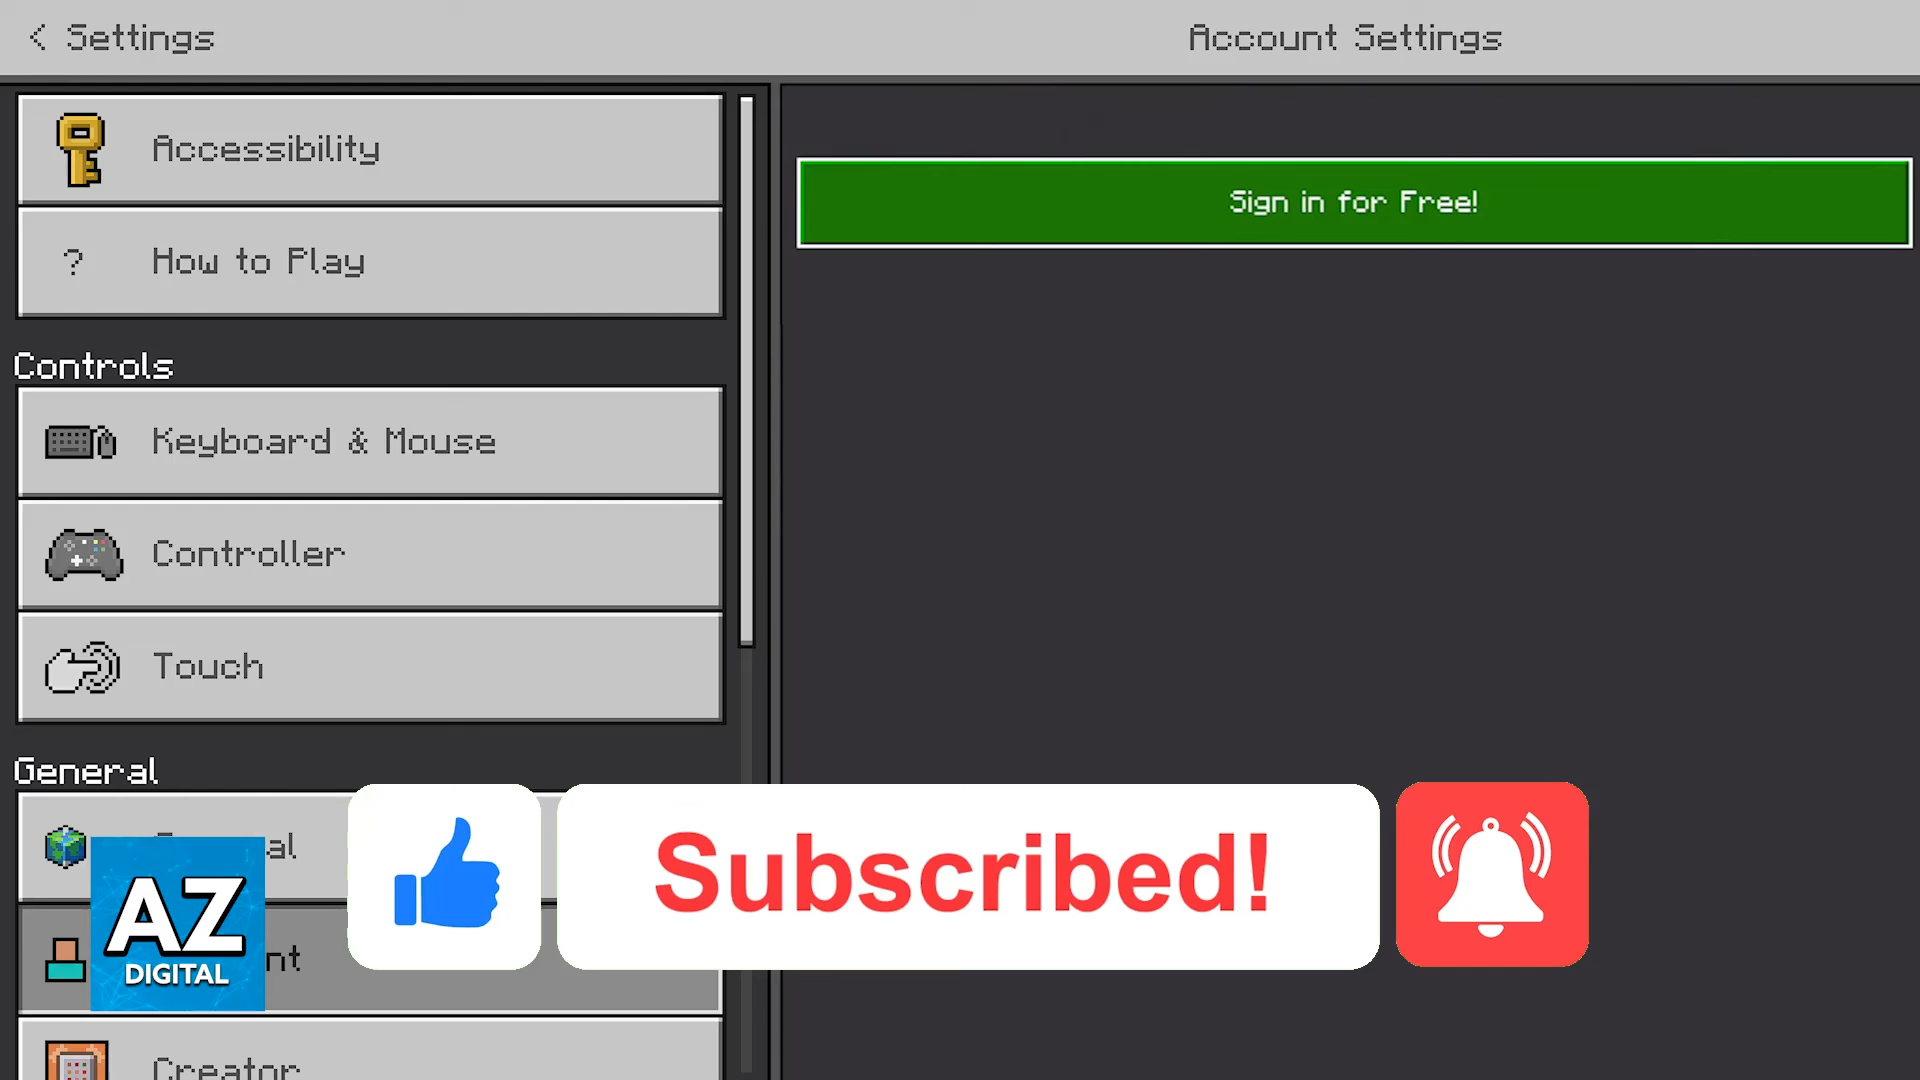 < Settings
Account Settings
Accessibility
Sign in for Free!
? How to Play
Controls
Keyboard & Mouse
Controller
Touch
General
al
Subscribed!
AZ
DIGITAL
nt
Creator